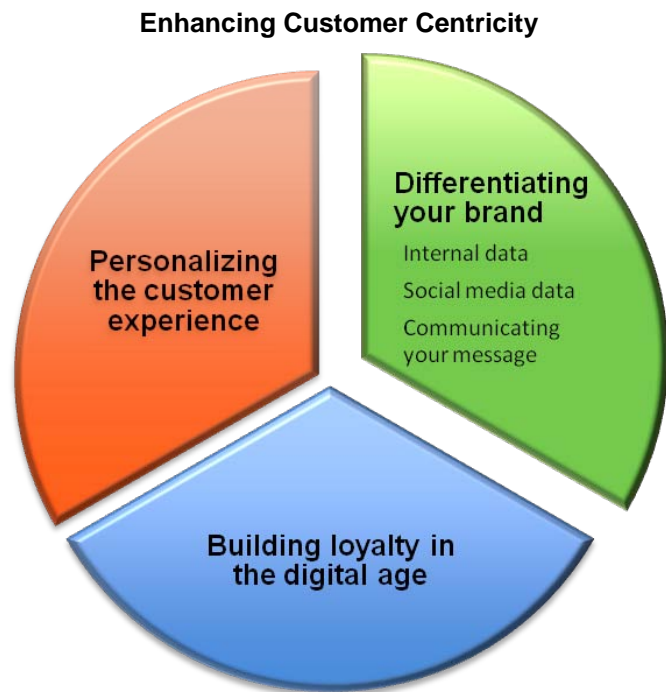 Enhancing Customer Centricity
Differentiating
your brand
Internal data
Social media data
Communicating
your message
Personalizing
the customer
experience
Building loyalty in
the digital age